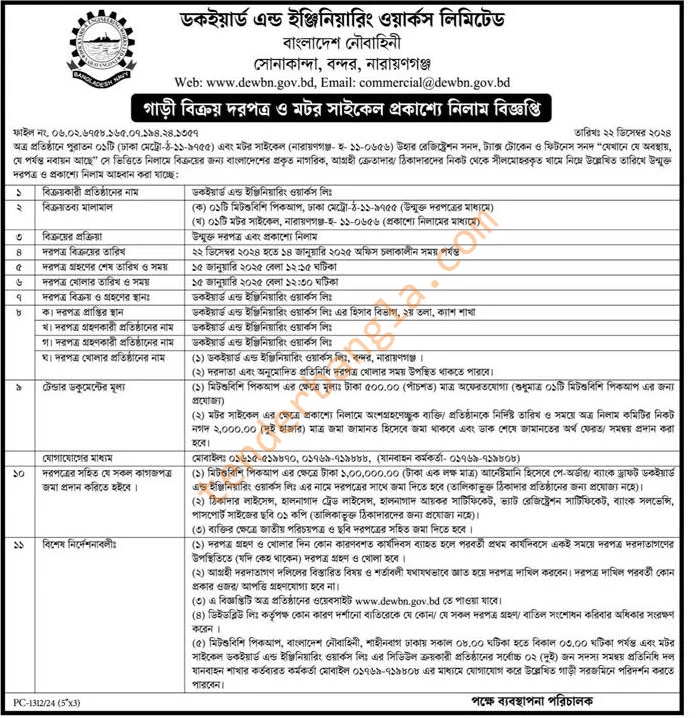 DOCKYARD & ENGINEERING WORKS LTD
BANGLADESH NAVY
ডকইয়ার্ড এন্ড ইঞ্জিনিয়ারিং ওয়ার্কস লিমিটেড
বাংলাদেশ নৌবাহিনী
সোনাকান্দা, বন্দর, নারায়ণগঞ্জ
Web: www.dewbn.gov.bd, Email: commercial@dewbn.gov.bd
গাড়ী বিক্রয় দরপত্র ও মটর সাইকেল প্রকাশ্যে নিলাম বিজ্ঞপ্তি
ফাইল নং. ০৬.০২.৬৭৫৮.১৬৫.০৭.১৯৪.২৪.১৩৫৭ তারিখ: ২২ ডিসেম্বর ২০২৪
অত্র প্রতিষ্ঠানে পুরাতন ০১টি (ঢাকা মেট্রো-ঠ-১১-৯৭৫৫) এবং মটর সাইকেল (নারায়ণগঞ্জ- হ- ১১-০৬৫৬) উহার রেজিষ্ট্রেশন সনদ, ট্যাক্স টোকেন ও ফিটনেস সনদ “যেখানে যে অবস্থায়,
যে পর্যন্ত নবায়ন আছে” সে ভিত্তিতে নিলামে বিক্রয়ের জন্য বাংলাদেশের প্রকৃত নাগরিক, আগ্রহী ক্রেতাদার/ ঠিকাদারদের নিকট থেকে সীলমোহরকৃত খামে নিম্নে উল্লেখিত তারিখে উন্মুক্ত
দরপত্র ও প্রকাশ্যে নিলাম আহবান করা যাচ্ছে:
১ বিক্রয়কারী প্রতিষ্ঠানের নাম ডকইয়ার্ড এন্ড ইঞ্জিনিয়ারিং ওয়ার্কস লিঃ
২ বিক্রয়তব্য মালামাল (ক) ০১টি মিটশুবিশি পিকআপ, ঢাকা মেট্রো-ঠ-১১-৯৭৫৫ (উন্মুক্ত দরপত্রের মাধ্যমে)
(খ) ০১টি মটর সাইকেল, নারায়ণগঞ্জ-হ- ১১-০৬৫৬ (প্রকাশ্যে নিলামের মাধ্যমে)
৩ বিক্রয়ের প্রক্রিয়া উন্মুক্ত দরপত্র এবং প্রকাশ্যে নিলাম
৪ দরপত্র বিক্রয়ের তারিখ ২২ ডিসেম্বর ২০২৪ হতে ১৪ জানুয়ারি ২০২৫ অফিস চলাকালীন সময় পর্যন্ত
৫ দরপত্র গ্রহণের শেষ তারিখ ও সময় ১৫ জানুয়ারি ২০২৫ বেলা ১২:১৫ ঘটিকা
৬ দরপত্র খোলার তারিখ ও সময় ১৫ জানুয়ারি ২০২৫ বেলা ১২:৩০ ঘটিকা
৭ দরপত্র বিক্রয় ও গ্রহণের স্থানঃ ডকইয়ার্ড এন্ড ইঞ্জিনিয়ারিং ওয়ার্কস লিঃ
৮ ক। দরপত্র প্রাপ্তির স্থান ডকইয়ার্ড এন্ড ইঞ্জিনিয়ারিং ওয়ার্কস লিঃ এর হিসাব বিভাগ, ২য় তলা, ক্যাশ শাখা
খ। দরপত্র গ্রহণকারী প্রতিষ্ঠানের নাম ডকইয়ার্ড এন্ড ইঞ্জিনিয়ারিং ওয়ার্কস লিঃ
গ। দরপত্র গ্রহণকারী প্রতিষ্ঠানের নাম ডকইয়ার্ড এন্ড ইঞ্জিনিয়ারিং ওয়ার্কস লিঃ
ঘ। দরপত্র খোলার প্রতিষ্ঠানের নাম (১) ডকইয়ার্ড এন্ড ইঞ্জিনিয়ারিং ওয়ার্কস লিঃ, বন্দর, নারায়ণগঞ্জ।
(২) দরদাতা এবং অনুমোদিত প্রতিনিধি দরপত্র খোলার সময় উপস্থিত থাকতে পারবে।
৯ টেন্ডার ডকুমেন্টের মূল্য (১) মিটশুবিশি পিকআপ এর ক্ষেত্রে মূল্যঃ টাকা ৫০০.০০ (পাঁচশত) মাত্র অফেরতযোগ্য (শুধুমাত্র ০১টি মিটশুবিশি পিকআপ এর জন্য
প্রযোজ্য)
(২) মটর সাইকেল এর ক্ষেত্রে প্রকাশ্যে নিলামে অংশগ্রহণেচ্ছুক ব্যক্তি/ প্রতিষ্ঠানকে নির্দিষ্ট তারিখ ও সময়ে অত্র নিলাম কমিটির নিকট
নগদ ২,০০০.০০ (দুই হাজার) মাত্র জমা জামানত হিসেবে জমা থাকবে এবং ডাক শেষে জামানতের অর্থ ফেরত/ সমন্বয় প্রদান করা
হবে।
যোগাযোগের মাধ্যম মোবাইলঃ ০১৬১৫-৫১৯৮৭০, ০১৭৬৯-৭১৯৮৮৮, (যানবাহন কর্মকর্তা- ০১৭৬৯-৭১৯৮০৮)
১০ দরপত্রের সহিত যে সকল কাগজপত্র (১) মিটশুবিশি পিকআপ এর ক্ষেত্রে টাকা ১,০০,০০০.০০ (টাকা এক লক্ষ মাত্র) আর্নেষ্টমানি হিসেবে পে-অর্ডার/ ব্যাংক ড্রাফট ডকইয়ার্ড
জমা প্রদান করিতে হইবে। এন্ড ইঞ্জিনিয়ারিং ওয়ার্কস লিঃ এর নামে দরপত্রের সাথে জমা দিতে হবে (তালিকাভুক্ত ঠিকাদার প্রতিষ্ঠানের জন্য প্রযোজ্য নহে)।
(২) ঠিকাদার লাইসেন্স, হালনাগাদ ট্রেড লাইসেন্স, হালনাগাদ আয়কর সার্টিফিকেট, ভ্যাট রেজিষ্ট্রেশন সার্টিফিকেট, ব্যাংক সলভেন্সি,
পাসপোর্ট সাইজের ছবি ০১ কপি (তালিকাভুক্ত ঠিকাদার প্রতিষ্ঠানের জন্য প্রযোজ্য নহে)।
(৩) ব্যক্তির ক্ষেত্রে জাতীয় পরিচয়পত্র ও ছবি দরপত্রের সহিত জমা দিতে হবে।
১১ বিশেষ নির্দেশনাবলীঃ (১) দরপত্র গ্রহণ ও খোলার দিন কোন কারণবশত কার্যদিবস ব্যাহত হলে পরবর্তী প্রথম কার্যদিবসে একই সময়ে দরপত্র দরদাতাগণের
উপস্থিতিতে (যদি কেহ থাকেন) দরপত্র গ্রহণ ও খোলা হবে।
(২) আগ্রহী দরদাতাগণ দলিলের বিস্তারিত বিষয় ও শর্তাবলী যথাযথভাবে জ্ঞাত হয়ে দরপত্র দাখিল করবেন। দরপত্র দাখিল পরবর্তী কোন
প্রকার ওজর/ আপত্তি গ্রহণযোগ্য হবে না।
(৩) এ বিজ্ঞপ্তিটি অত্র প্রতিষ্ঠানের ওয়েবসাইট www.dewbn.gov.bd তে পাওয়া যাবে।
(৪) ডিইডব্লিউ লিঃ কর্তৃপক্ষ কোন কারণ দর্শানো ব্যতিরেকে যে কোন/ যে সকল দরপত্র গ্রহণ/ বাতিল সংশোধন করিবার অধিকার সংরক্ষণ
করেন।
(৫) মিটশুবিশি পিকআপ, বাংলাদেশ নৌবাহিনী, শাহীনবাগ ঢাকায় সকাল ০৮.০০ ঘটিকা হতে বিকাল ০৩.০০ ঘটিকা পর্যন্ত এবং মটর
সাইকেল ডকইয়ার্ড এন্ড ইঞ্জিনিয়ারিং ওয়ার্কস লিঃ এর সিডিউল ক্রয়কারী প্রতিষ্ঠানের সর্বোচ্চ ০২ (দুই) জন সদস্য সমন্বয় প্রতিনিধি দল
যানবাহন শাখার কর্তব্যরত কর্মকর্তা মোবাইল ০১৭৬৯-৭১৯৮০৮ এর মাধ্যমে যোগাযোগ করে উল্লেখিত গাড়ী সরজমিনে পরিদর্শন করতে
পারবেন।
PC-1312/24 (5"x3) পক্ষে ব্যবস্থাপনা পরিচালক
tenderbangla.com